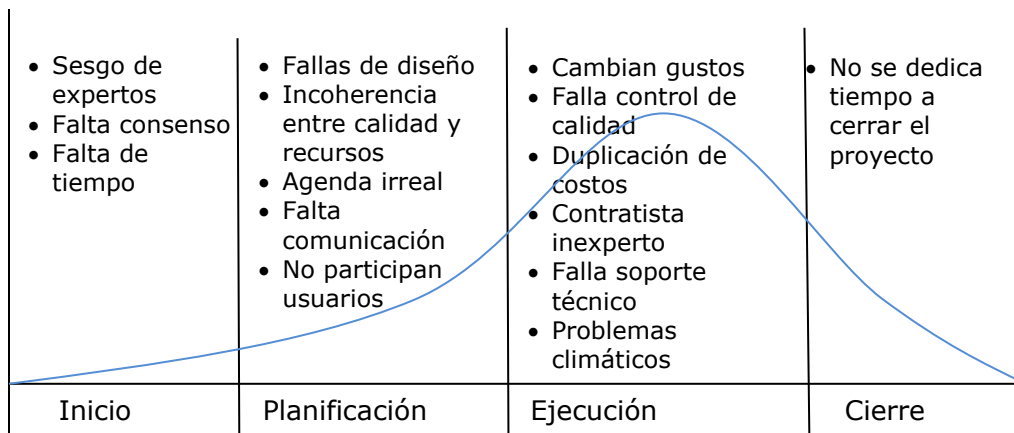 • Sesgo de
expertos
• Falta consenso
• Falta de
tiempo
• Fallas de diseño
• Incoherencia
entre calidad y
recursos
• Agenda irreal
• Falta
comunicación
• No participan
usuarios
• Cambian gustos
• Falla control de
calidad
• Duplicación de
costos
• Contratista
inexperto
• Falla soporte
técnico
• Problemas
climáticos
• No se dedica
tiempo a
cerrar el
proyecto
Inicio
Planificación
Ejecución
Cierre